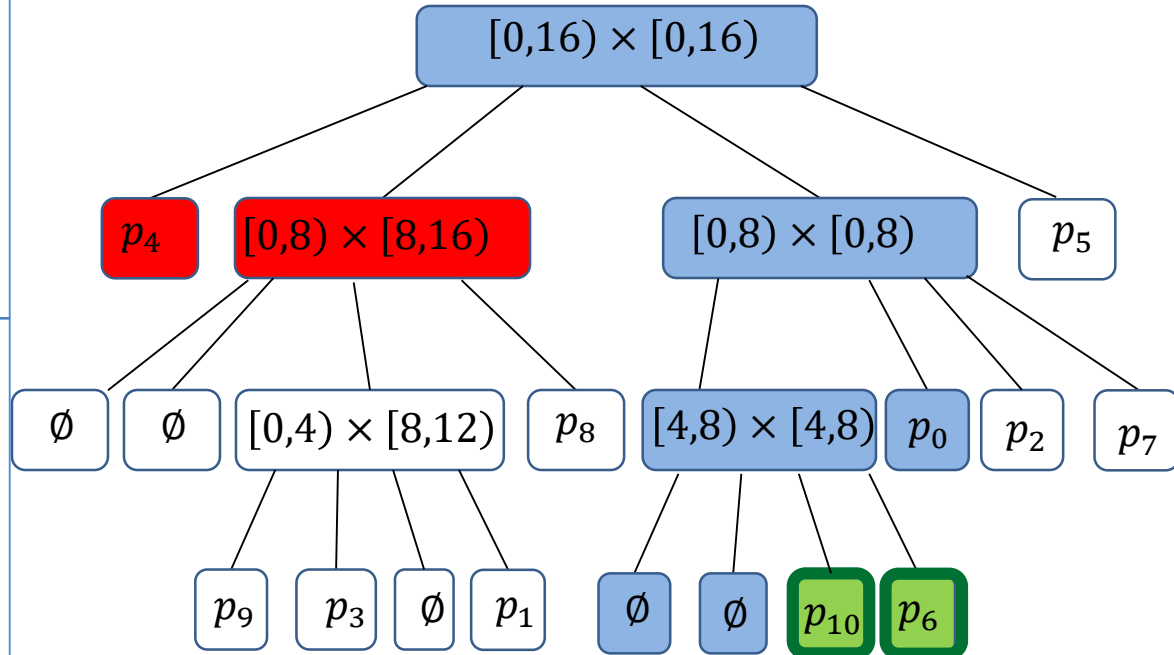 [0,16) × [0,16)
p₄ [0,8) × [8,16) [0,8) × [0,8) p₅
∅ ∅ [0,4) × [8,12) p₈ [4,8) × [4,8) p₀ p₂ p₇
p₉ p₃ ∅ p₁ ∅ ∅ p₁₀ p₆